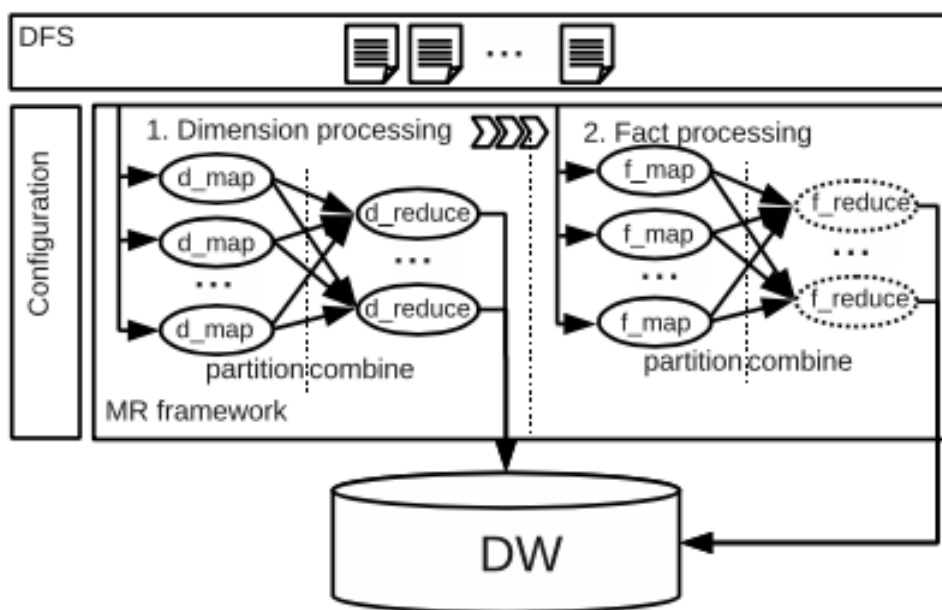 DFS
...
Configuration
1. Dimension processing
d_map
d_map
...
d_map
d_reduce
...
d_reduce
partition combine
2. Fact processing
f_map
f_map
...
f_map
f_reduce
...
f_reduce
partition combine
MR framework
DW